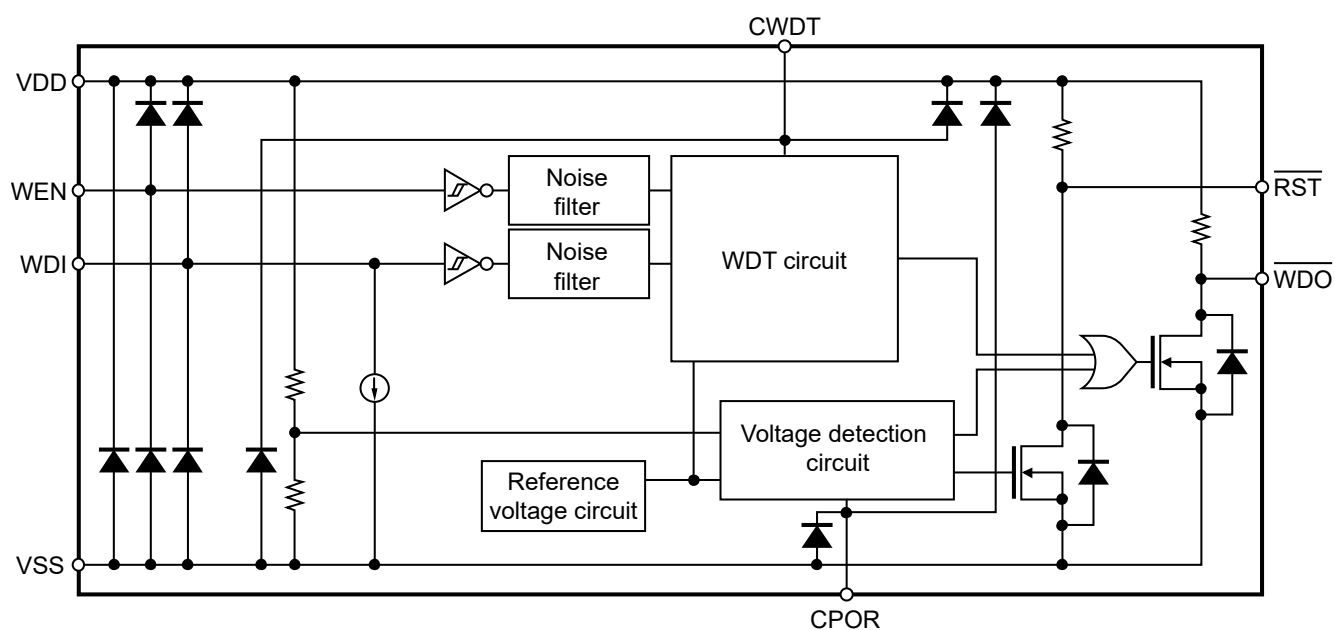 CWDT
VDD
WEN
Noise
filter
RST
WDI
Noise
filter
WDT circuit
WDO
Voltage detection
circuit
Reference
voltage circuit
VSS
CPOR